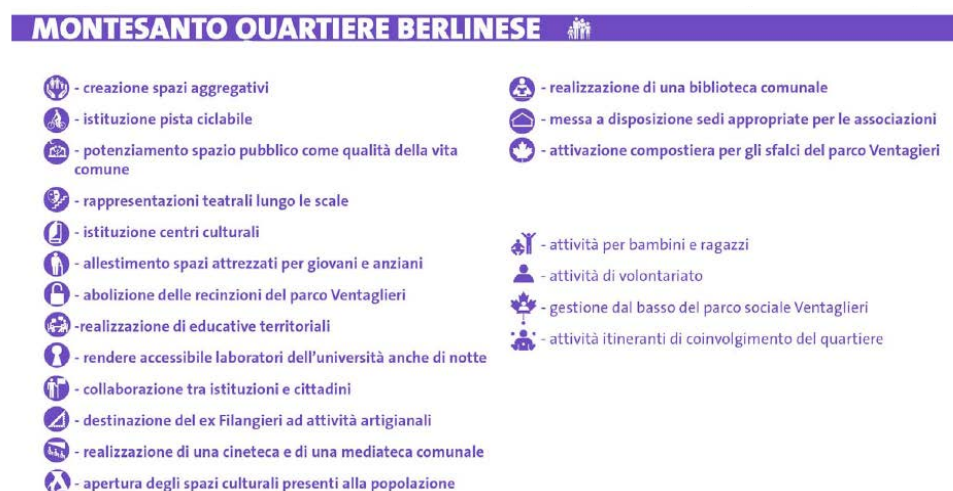 MONTESANTO QUARTIERE BERLINESE
- creazione spazi aggregativi
- istituzione pista ciclabile
- potenziamento spazio pubblico come qualità della vita
comune
- rappresentazioni teatrali lungo le scale
- istituzione centri culturali
- allestimento spazi attrezzati per giovani e anziani
- abolizione delle recinzioni del parco Ventaglieri
-realizzazione di educative territoriali
- rendere accessibile laboratori dell'università anche di notte
- collaborazione tra istituzioni e cittadini
- destinazione del ex Filangieri ad attività artigianali
- realizzazione di una cineteca e di una mediateca comunale
- apertura degli spazi culturali presenti alla popolazione
- realizzazione di una biblioteca comunale
- messa a disposizione sedi appropriate per le associazioni
- attivazione compostiera per gli sfalci del parco Ventagieri
- attività per bambini e ragazzi
- attività di volontariato
- gestione dal basso del parco sociale Ventaglieri
- attività itineranti di coinvolgimento del quartiere